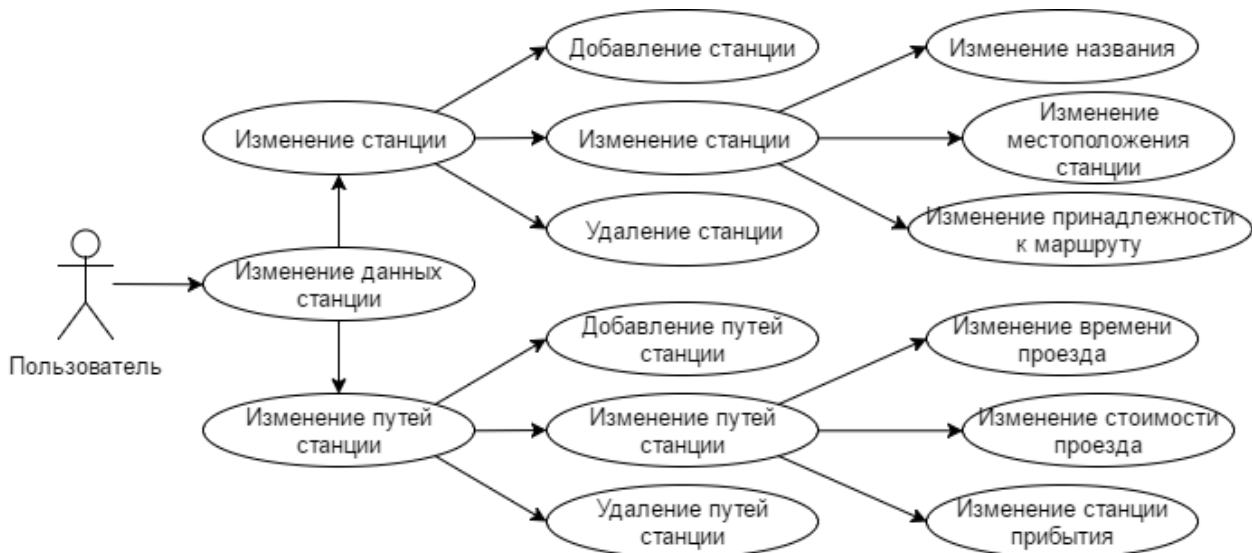 Добавление станции
Изменение названия
Изменение станции
Изменение станции
Изменение
местоположения
станции
Удаление станции
Изменение принадлежности
к маршруту
Изменение данных
станции
Пользователь
Добавление путей
станции
Изменение времени
проезда
Изменение путей
станции
Изменение путей
станции
Изменение стоимости
проезда
Удаление путей
станции
Изменение станции
прибытия